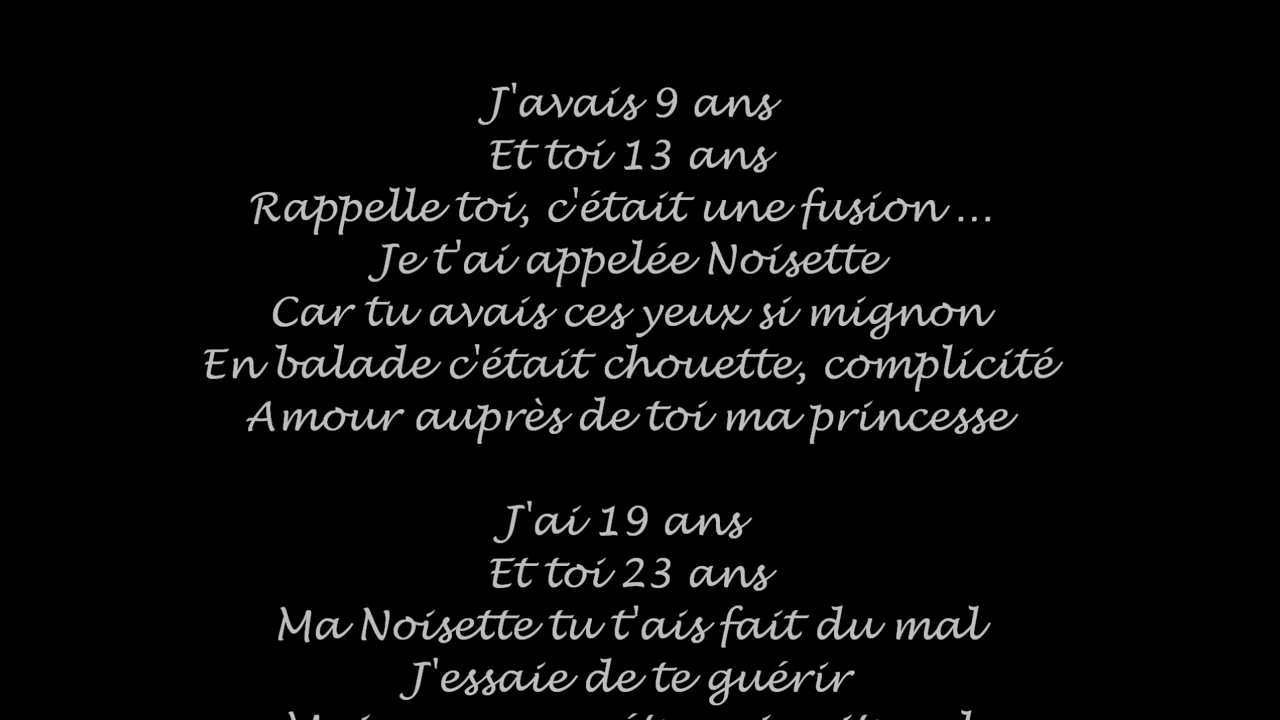 J'avais 9 ans
Et toi 13 ans
Rappelle toi, c'était une fusion ...
Je t'ai appelée Noisette
Car tu avais ces yeux si mignon
En balade c'était chouette, complicité
Amour auprès de toi ma princesse
J'ai 19 ans
Et toi 23 ans
Ma Noisette tu t'ais fait du mal
J'essaie de te guérir